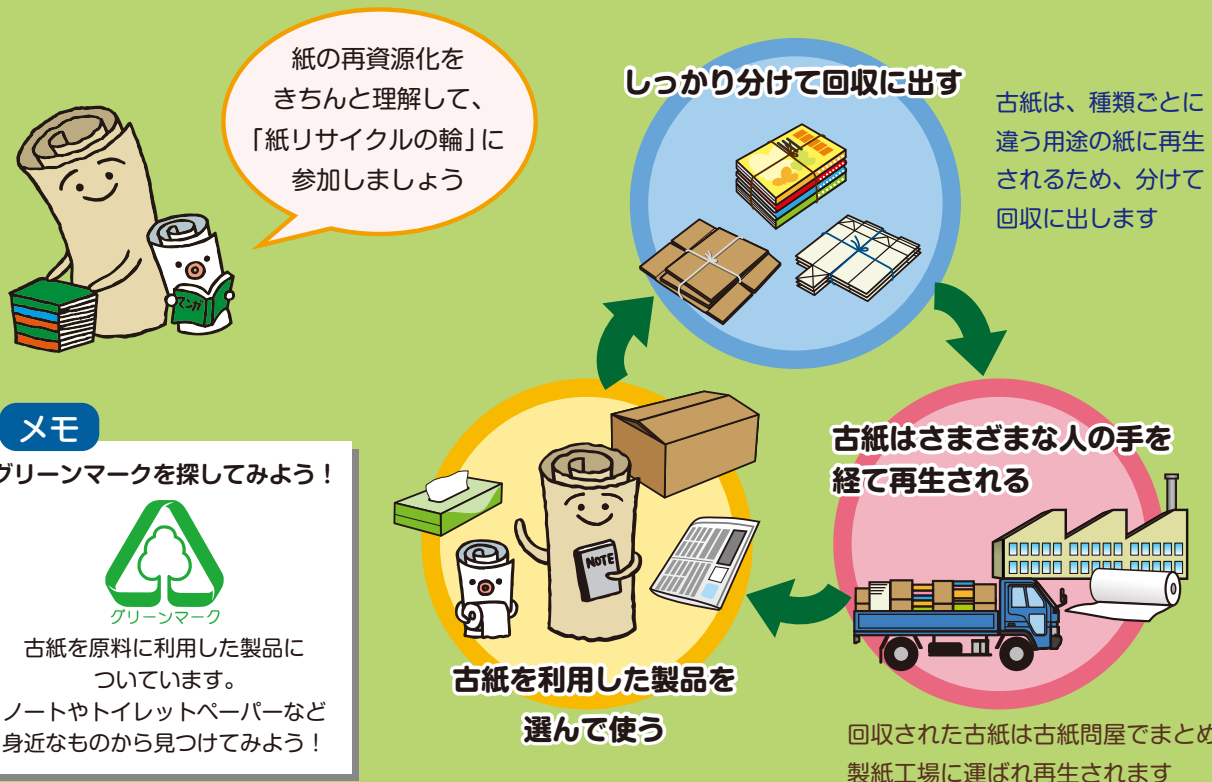 紙の再資源化を
きちんと理解して、
「紙リサイクルの輪」に
参加しましょう
マンガ
しっかり分けて回収に出す
古紙は、種類ごとに
違う用途の紙に再生
されるため、分けて
回収に出します
古紙はさまざまな人の手を
経て再生される
回収された古紙は古紙問屋でまとめ
製紙工場に運ばれ再生されます
NOTE
古紙を利用した製品を
選んで使う
メモ
グリーンマークを探してみよう！
グリーンマーク
古紙を原料に利用した製品に
ついています。
ノートやトイレットペーパーなど
身近なものから見つけてみよう！